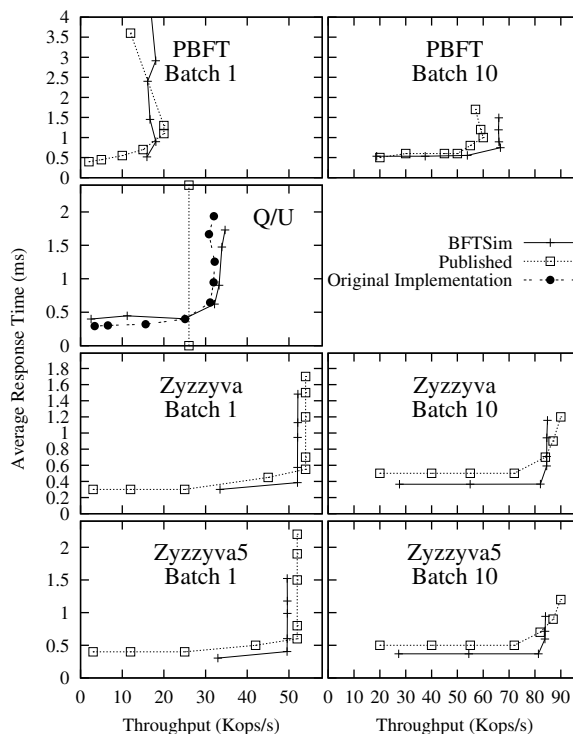 4
3.5
3
2.5
2
1.5
1
0.5
0
PBFT
Batch 1
PBFT
Batch 10
2
1.5
1
0.5
0
Q/U
BFTSim
Published
Original Implementation
Average Response Time (ms)
1.8
1.6
1.4
1.2
1
0.8
0.6
0.4
0.2
0
Zyzzyva
Batch 1
Zyzzyva
Batch 10
2
1.5
1
0.5
0
Zyzzyva5
Batch 1
Zyzzyva5
Batch 10
0 10 20 30 40 50
0 10 20 30 40 50 60 70 80 90
Throughput (Kops/s)
Throughput (Kops/s)